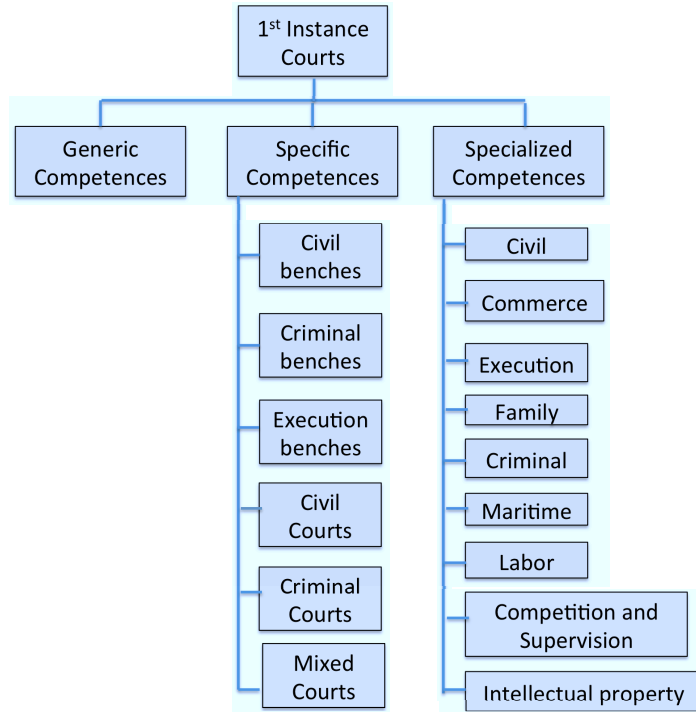 1st Instance
Courts
Generic
Competences
Specific
Competences
Specialized
Competences
Civil
benches
Criminal
benches
Execution
benches
Civil
Courts
Criminal
Courts
Mixed
Courts
Civil
Commerce
Execution
Family
Criminal
Maritime
Labor
Competition and
Supervision
Intellectual property